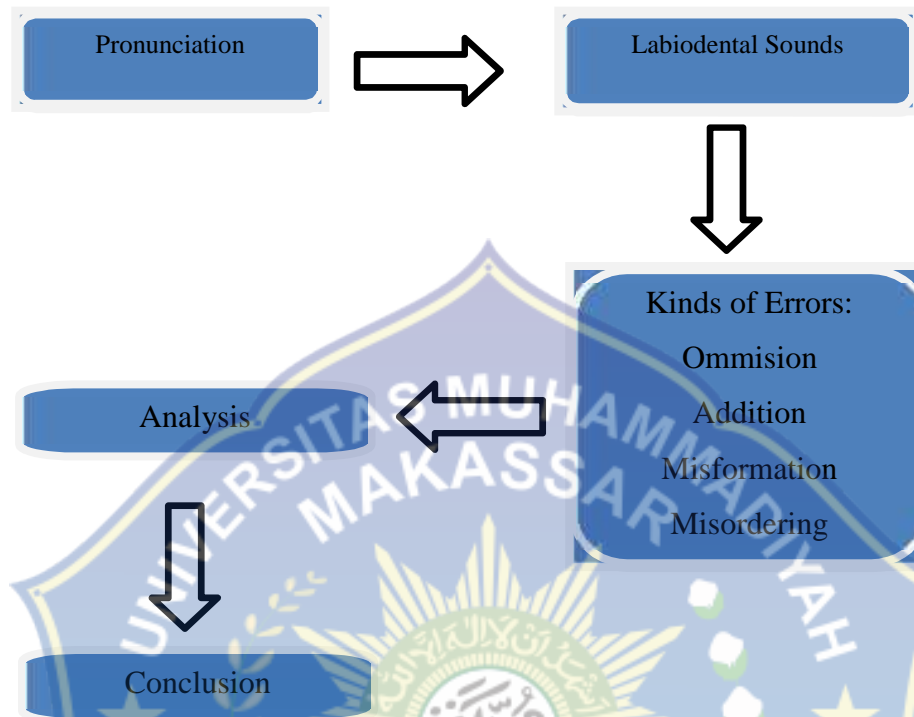 Pronunciation
Labiodental Sounds
Kinds of Errors:
Ommision
Addition
Misformation
Misordering
Analysis
Conclusion
UNIVERSITAS MUHAMMADIYAH
MAKASSAR